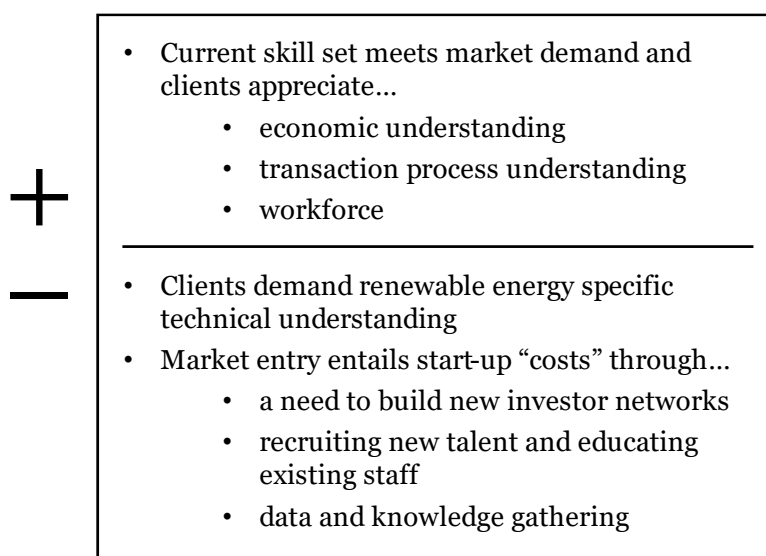 • Current skill set meets market demand and
clients appreciate…
• economic understanding
• transaction process understanding
• workforce
+
−
• Clients demand renewable energy specific
technical understanding
• Market entry entails start-up “costs” through…
• a need to build new investor networks
• recruiting new talent and educating
existing staff
• data and knowledge gathering